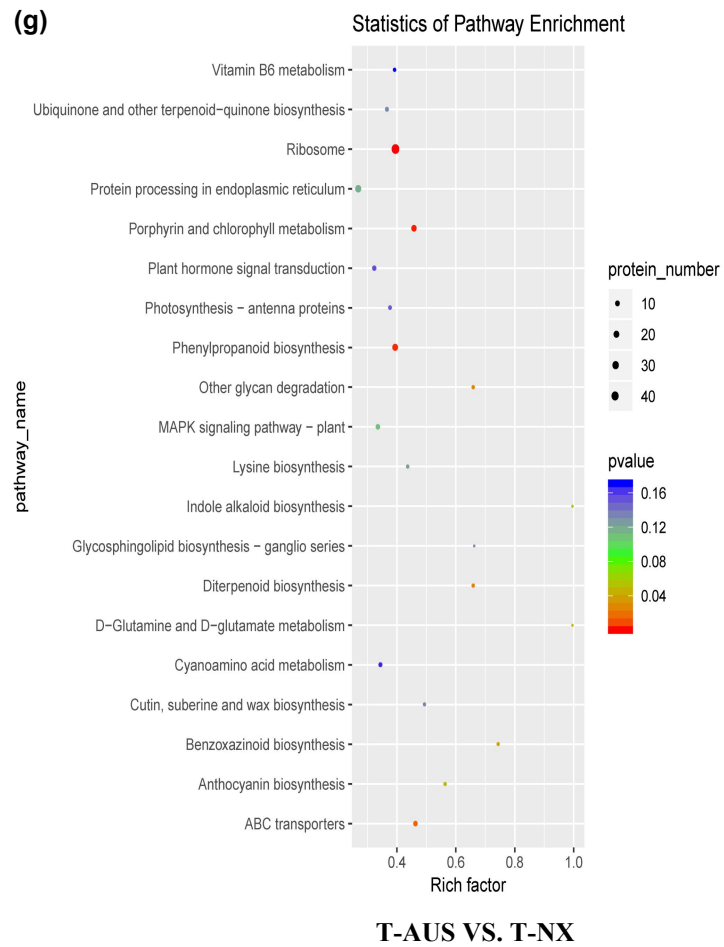 (g)
Statistics of Pathway Enrichment
Vitamin B6 metabolism
Ubiquinone and other terpenoid−quinone biosynthesis
Ribosome
Protein processing in endoplasmic reticulum
Porphyrin and chlorophyll metabolism
Plant hormone signal transduction
Photosynthesis − antenna proteins
Phenylpropanoid biosynthesis
Other glycan degradation
MAPK signaling pathway − plant
Lysine biosynthesis
Indole alkaloid biosynthesis
Glycosphingolipid biosynthesis − ganglio series
Diterpenoid biosynthesis
D−Glutamine and D−glutamate metabolism
Cyanoamino acid metabolism
Cutin, suberine and wax biosynthesis
Benzoxazinoid biosynthesis
Anthocyanin biosynthesis
ABC transporters
pathway_name
0.4 0.6 0.8 1.0
Rich factor
protein_number
10
20
30
40
pvalue
0.16
0.12
0.08
0.04
T-AUS VS. T-NX